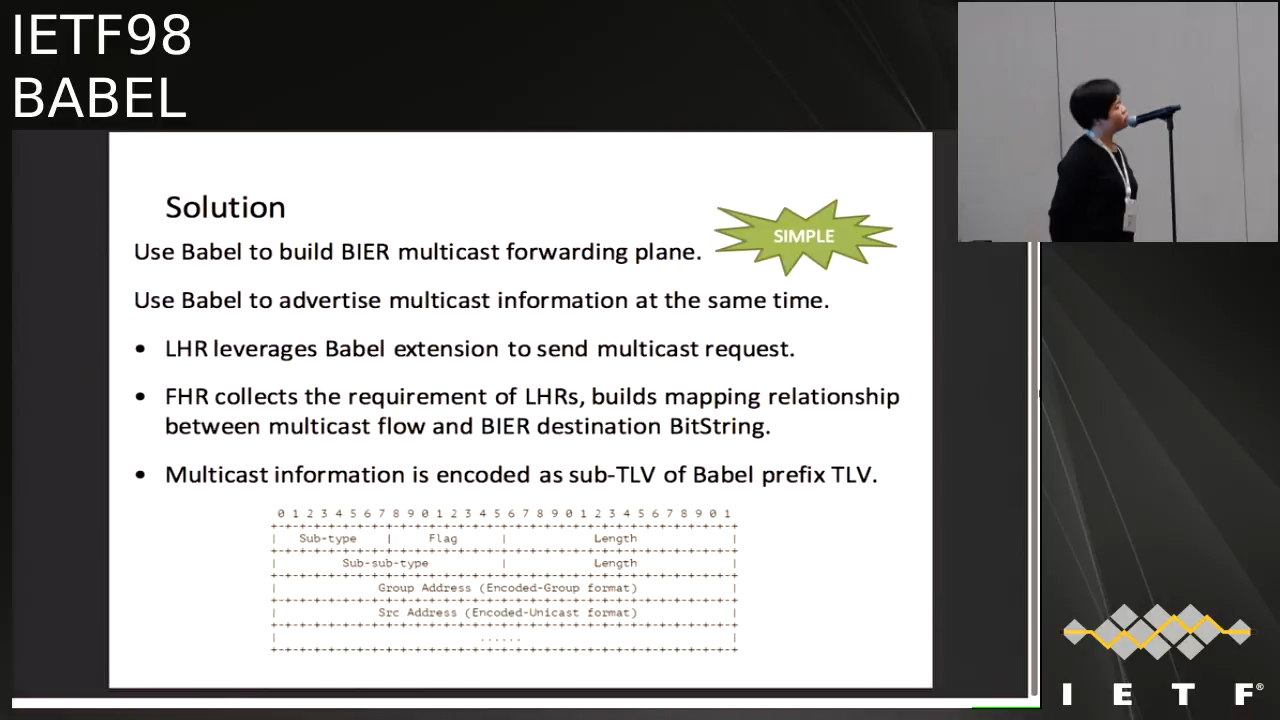 IETF98
BABEL
Solution
SIMPLE
Use Babel to build BIER multicast forwarding plane.
Use Babel to advertise multicast information at the same time.
• LHR leverages Babel extension to send multicast request.
• FHR collects the requirement of LHRs, builds mapping relationship
between multicast flow and BIER destination BitString.
• Multicast information is encoded as sub-TLV of Babel prefix TLV.
0 1 2 3 4 5 6 7 8 9 0 1 2 3 4 5 6 7 8 9 0 1 2 3 4 5 6 7 8 9 0 1
+-+-+-+-+-+-+-+-+-+-+-+-+-+-+-+-+-+-+-+-+-+-+-+-+-+-+-+-+-+-+-+-+
| Sub-type | Flag | Length |
+-+-+-+-+-+-+-+-+-+-+-+-+-+-+-+-+-+-+-+-+-+-+-+-+-+-+-+-+-+-+-+-+
| Sub-sub-type | Length |
+-+-+-+-+-+-+-+-+-+-+-+-+-+-+-+-+-+-+-+-+-+-+-+-+-+-+-+-+-+-+-+-+
| Group Address (Encoded-Group format) |
+-+-+-+-+-+-+-+-+-+-+-+-+-+-+-+-+-+-+-+-+-+-+-+-+-+-+-+-+-+-+-+-+
| Src Address (Encoded-Unicast format) |
+-+-+-+-+-+-+-+-+-+-+-+-+-+-+-+-+-+-+-+-+-+-+-+-+-+-+-+-+-+-+-+-+
| ...... |
+-+-+-+-+-+-+-+-+-+-+-+-+-+-+-+-+-+-+-+-+-+-+-+-+-+-+-+-+-+-+-+-+
I E T F®